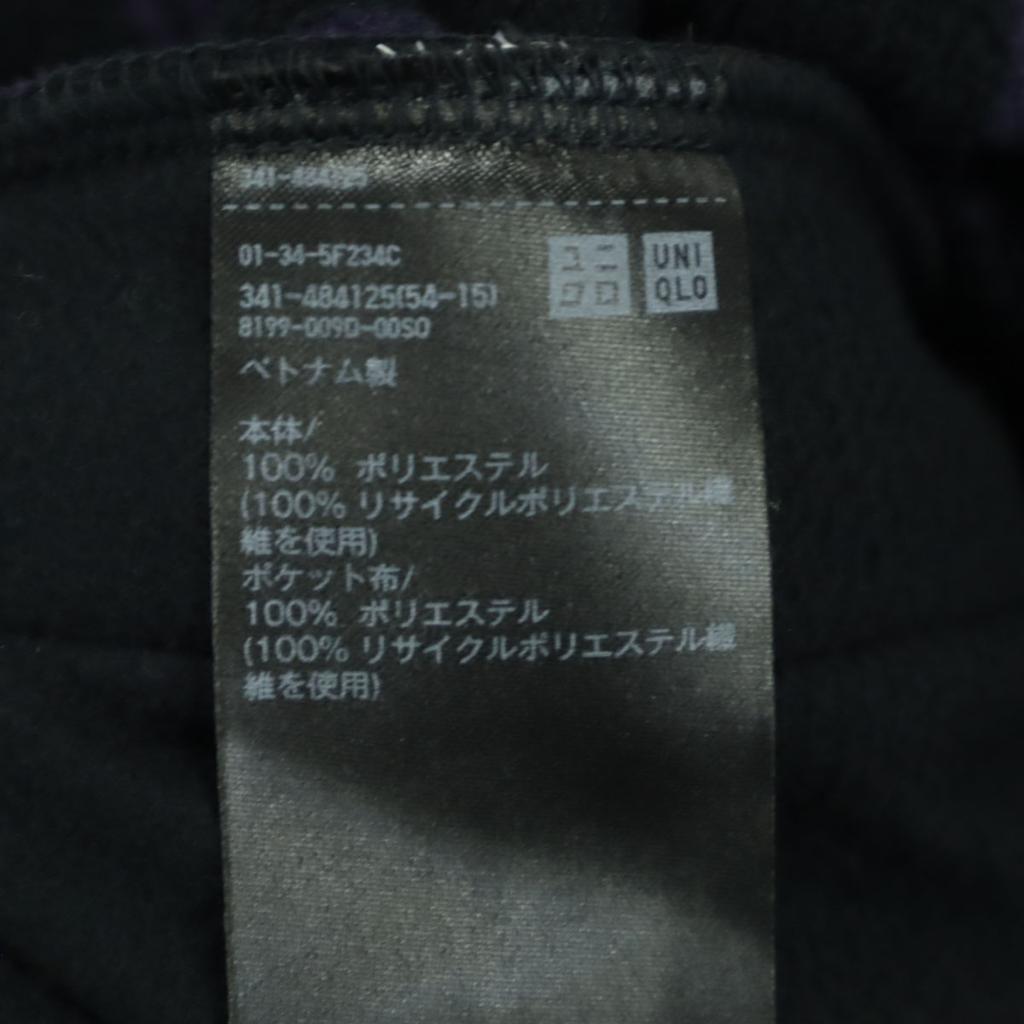 341-484125
01-34-5F234C
ユニ
クロ
UNI
QLO
341-484125(54-15)
8199-009D-00S0
ベトナム製
本体/
100% ポリエステル
(100% リサイクルポリエステル繊
維を使用)
ポケット布/
100% ポリエステル
(100% リサイクルポリエステル繊
維を使用)